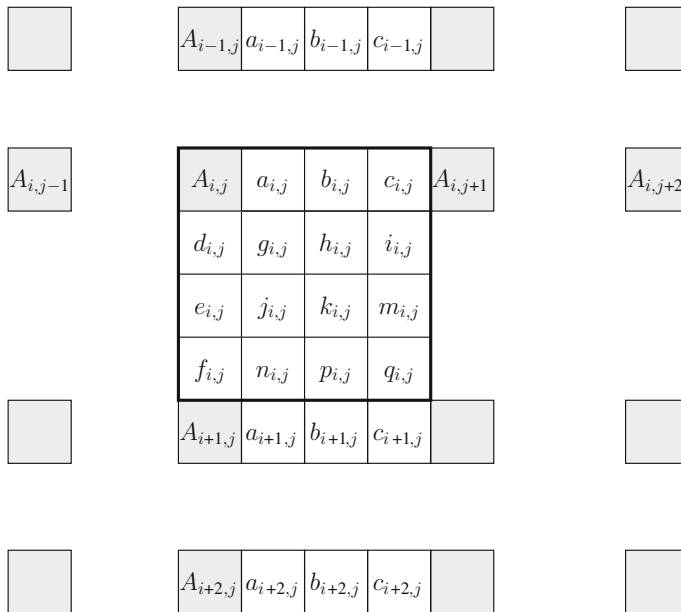 A_{i−1,j} a_{i−1,j} b_{i−1,j} c_{i−1,j}
A_{i,j−1} A_{i,j} a_{i,j} b_{i,j} c_{i,j} A_{i,j+1} A_{i,j+2}
d_{i,j} g_{i,j} h_{i,j} i_{i,j}
e_{i,j} j_{i,j} k_{i,j} m_{i,j}
f_{i,j} n_{i,j} p_{i,j} q_{i,j}
A_{i+1,j} a_{i+1,j} b_{i+1,j} c_{i+1,j}
A_{i+2,j} a_{i+2,j} b_{i+2,j} c_{i+2,j}